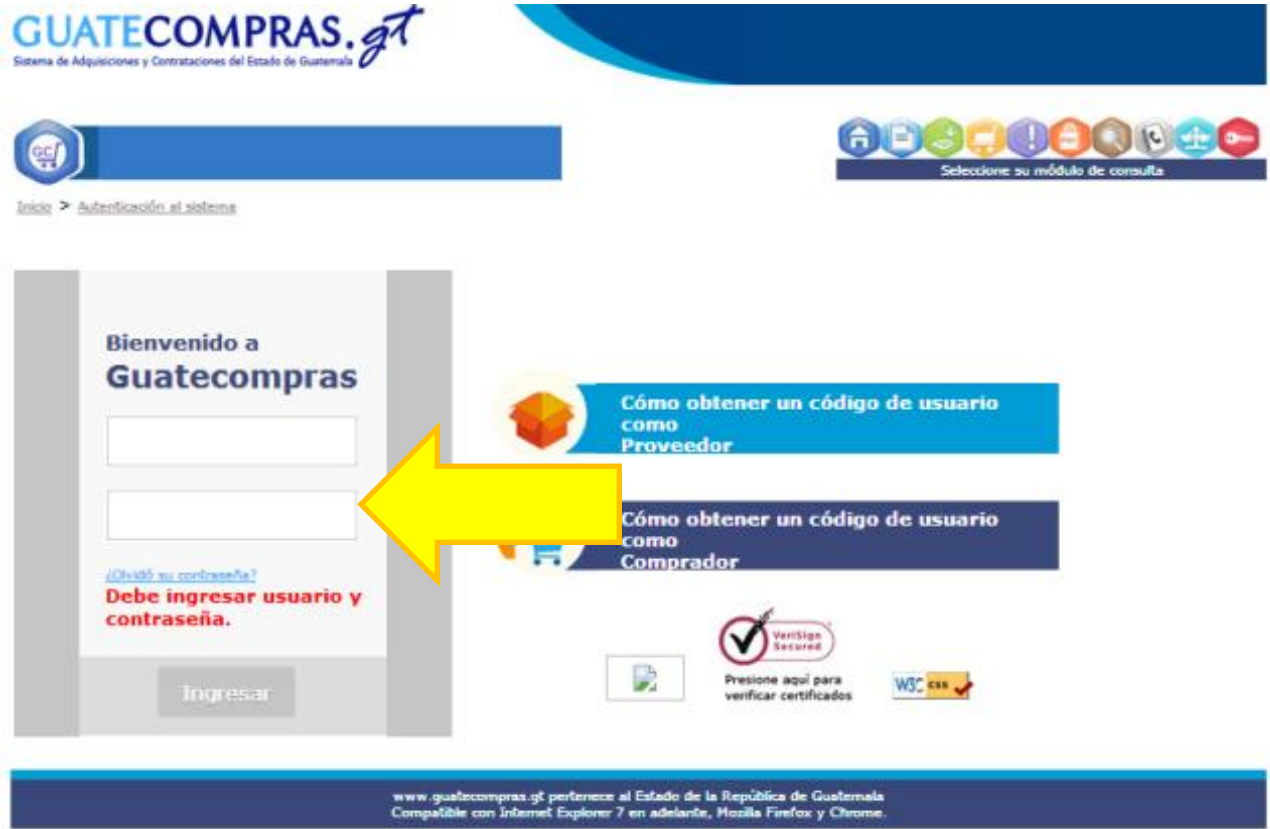 GUATECOMPRAS.gt
Sistema de Adquisiciones y Contrataciones del Estado de Guatemala
GC
Seleccione su módulo de consulta
Inicio > Autenticación al sistema
Bienvenido a
Guatecompras
¿Olvidó su contraseña?
Debe ingresar usuario y
contraseña.
Ingresar
Cómo obtener un código de usuario
como
Proveedor
Cómo obtener un código de usuario
como
Comprador
VeriSign
Secured
Presione aquí para
verificar certificados
W3C css
www.guatecompras.gt pertenece al Estado de la República de Guatemala
Compatible con Internet Explorer 7 en adelante, Mozilla Firefox y Chrome.